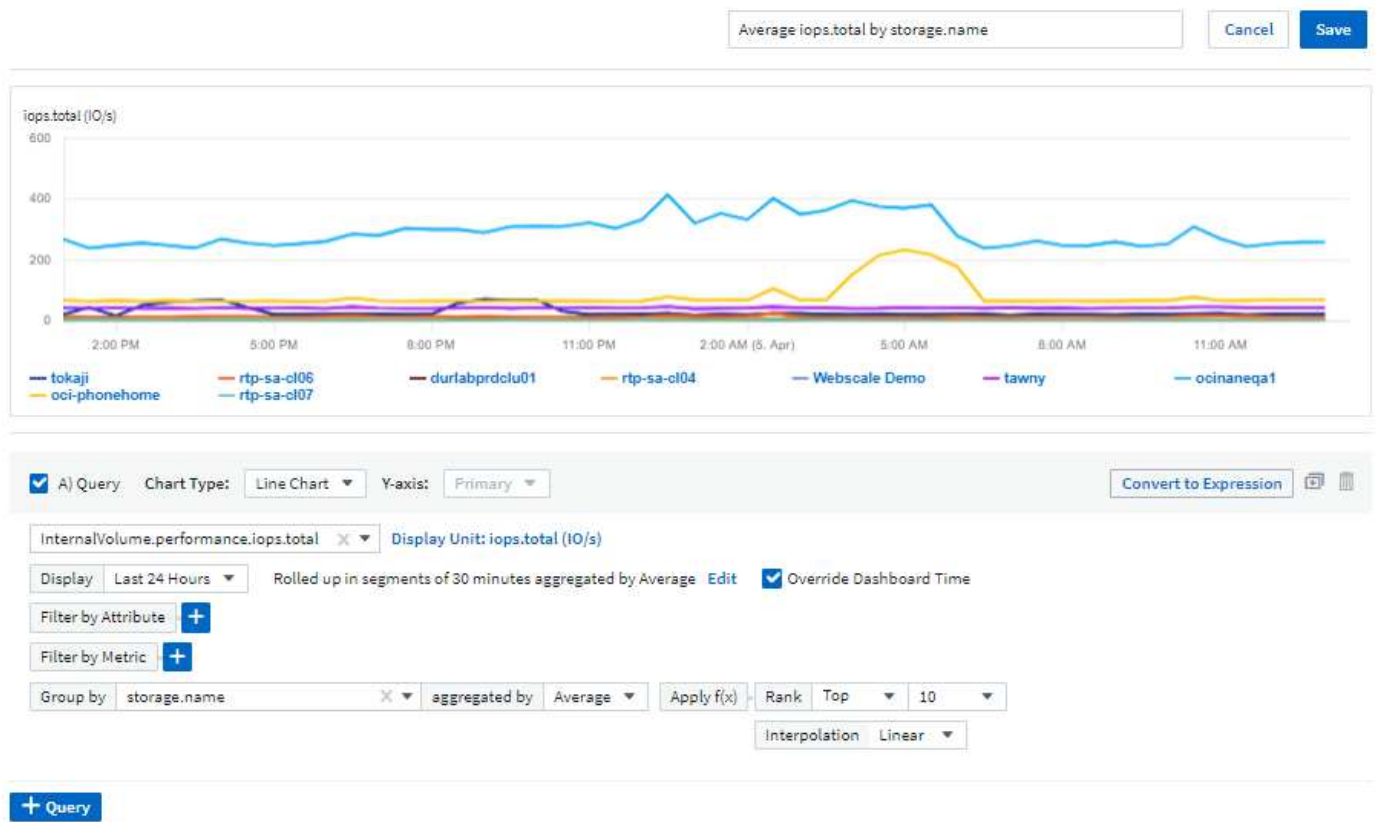 Average iops.total by storage.name Cancel Save
iops.total (IO/s)
600
400
200
0
2:00 PM 5:00 PM 8:00 PM 11:00 PM 2:00 AM (5. Apr) 5:00 AM 8:00 AM 11:00 AM
tokaji rtp-sa-cl06 durlabprdclu01 rtp-sa-cl04 Webscale Demo tawny ocinaneqa1
oci-phonehome rtp-sa-cl07
A) Query Chart Type: Line Chart Y-axis: Primary Convert to Expression
InternalVolume.performance.iops.total Display Unit: iops.total (IO/s)
Display Last 24 Hours Rolled up in segments of 30 minutes aggregated by Average Edit Override Dashboard Time
Filter by Attribute +
Filter by Metric +
Group by storage.name aggregated by Average Apply f(x) Rank Top 10
Interpolation Linear
+ Query